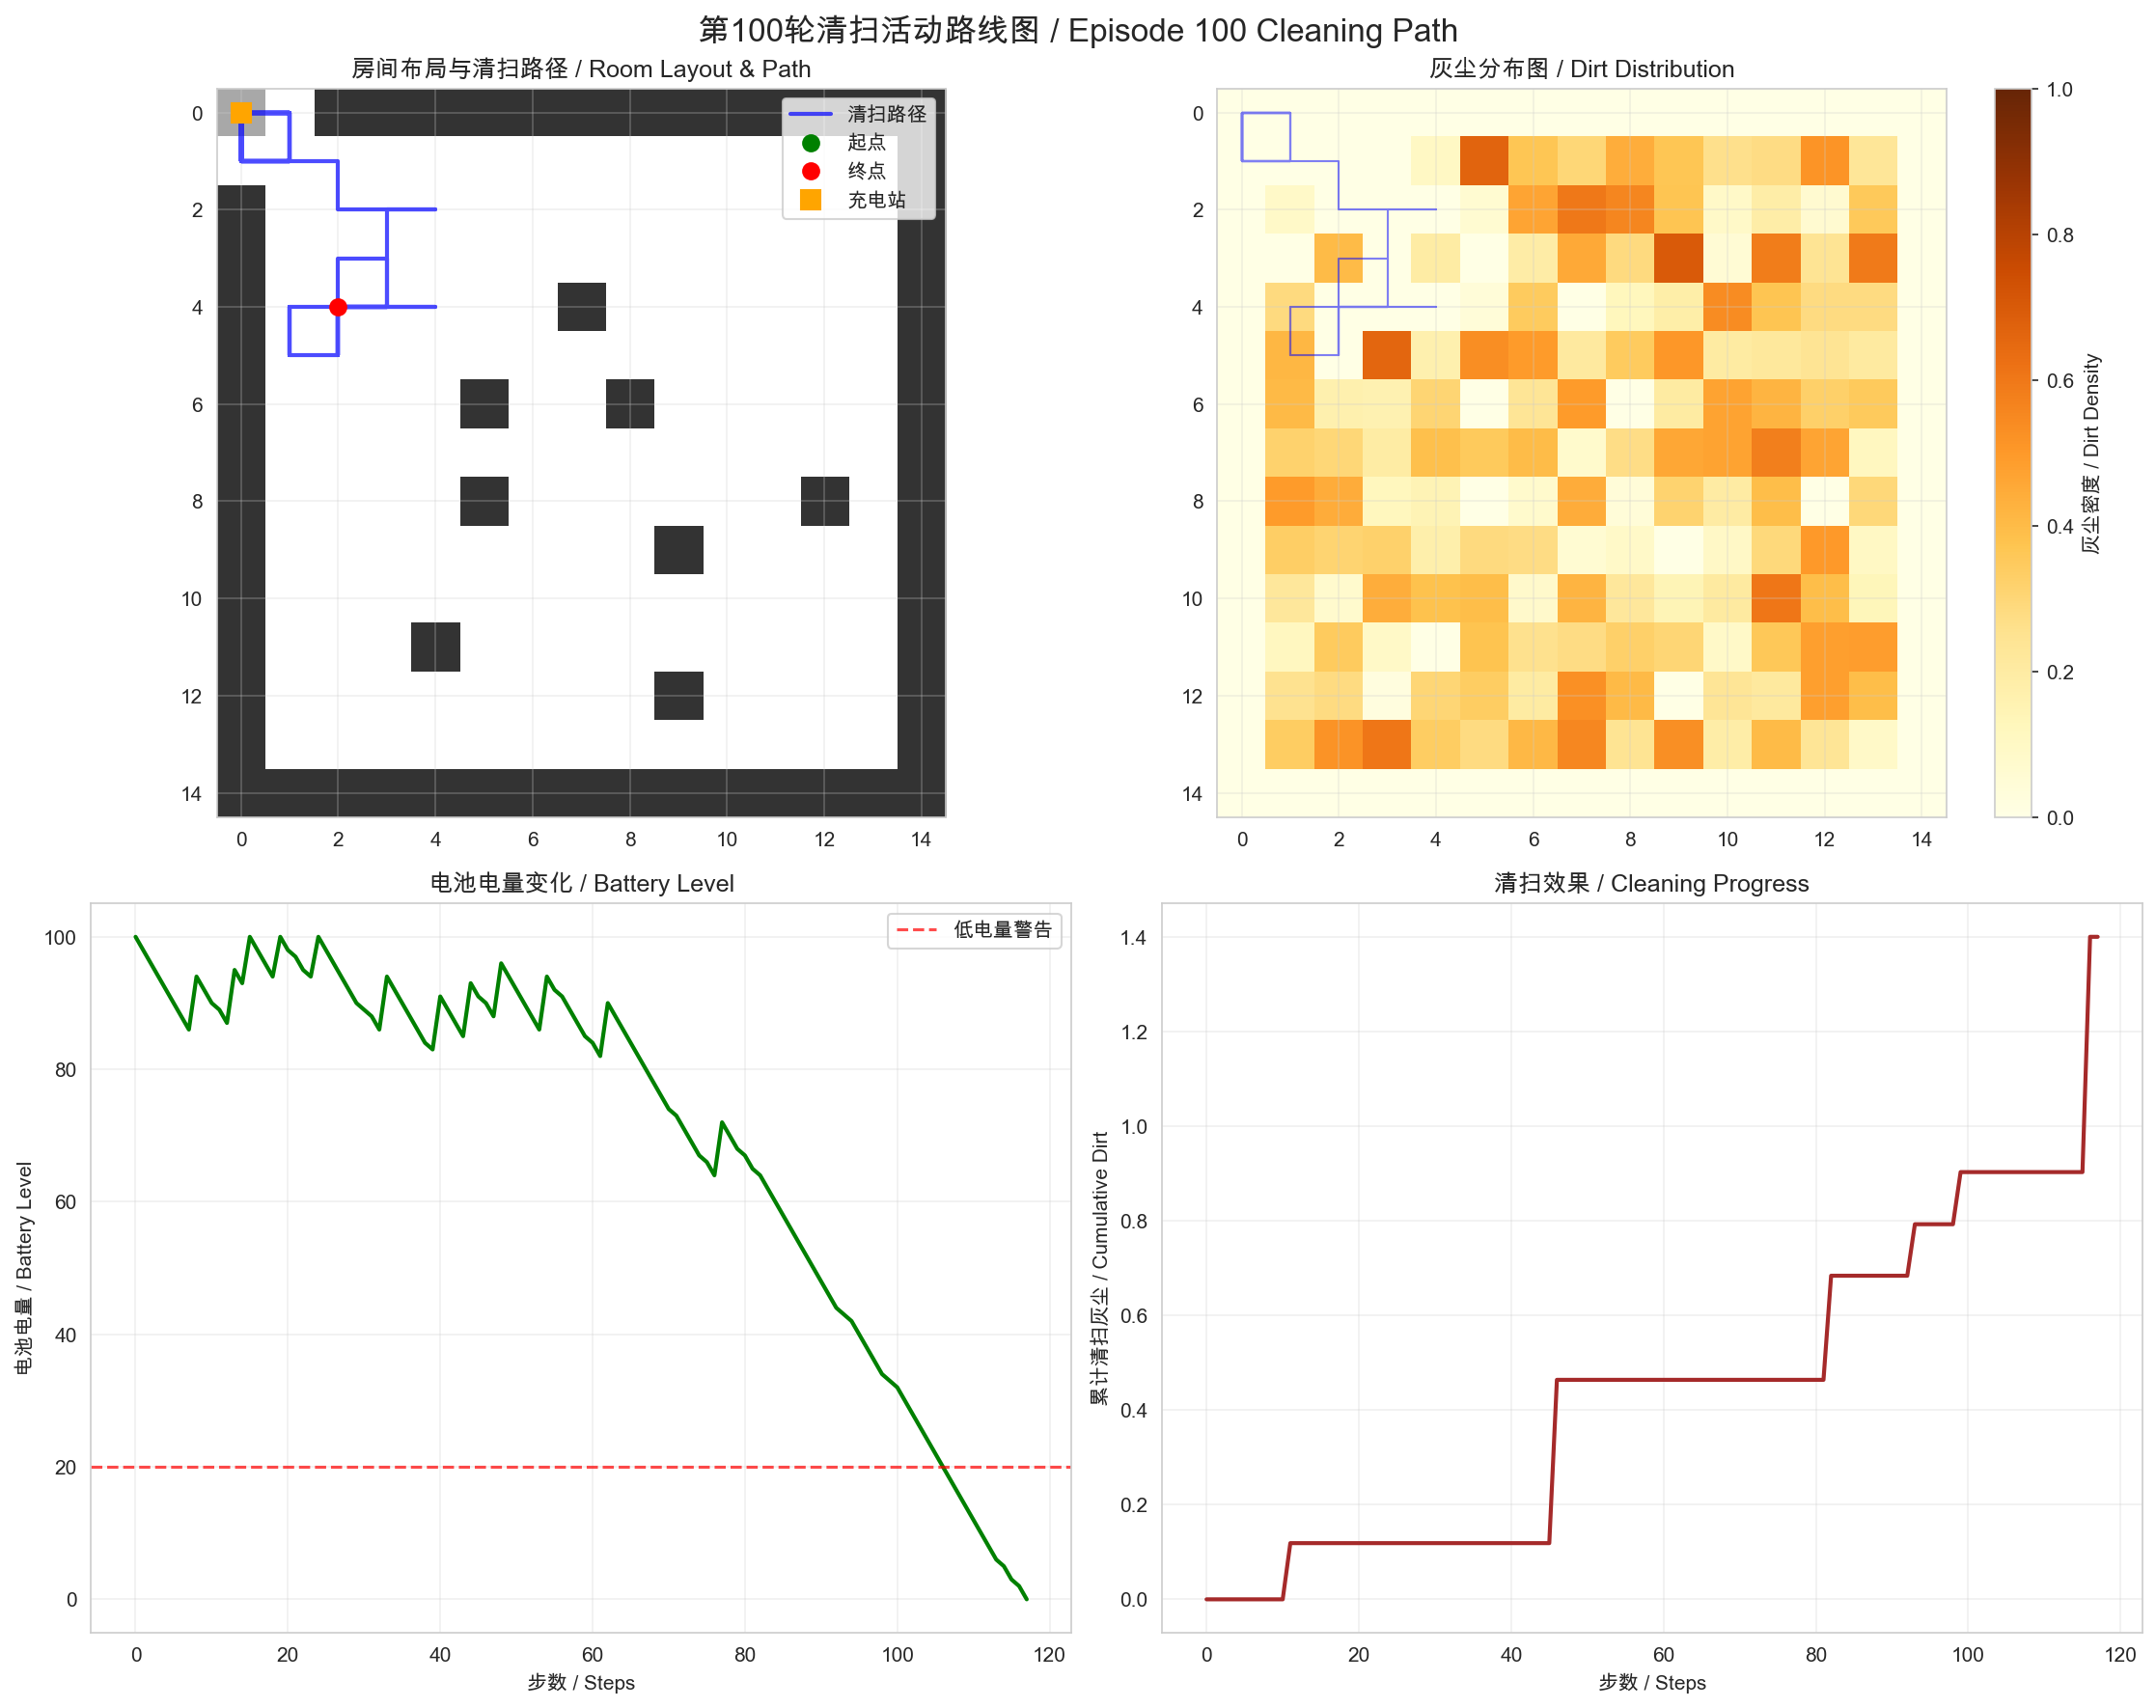 第100轮清扫活动路线图 / Episode 100 Cleaning Path
房间布局与清扫路径 / Room Layout & Path
清扫路径
起点
终点
充电站
0
2
4
6
8
10
12
14
0 2 4 6 8 10 12 14
灰尘分布图 / Dirt Distribution
0
2
4
6
8
10
12
14
0 2 4 6 8 10 12 14
1.0
0.8
0.6
0.4
0.2
0.0
灰尘密度 / Dirt Density
电池电量变化 / Battery Level
低电量警告
100
80
60
40
20
0
电池电量 / Battery Level
0 20 40 60 80 100 120
步数 / Steps
清扫效果 / Cleaning Progress
1.4
1.2
1.0
0.8
0.6
0.4
0.2
0.0
累计清扫灰尘 / Cumulative Dirt
0 20 40 60 80 100 120
步数 / Steps